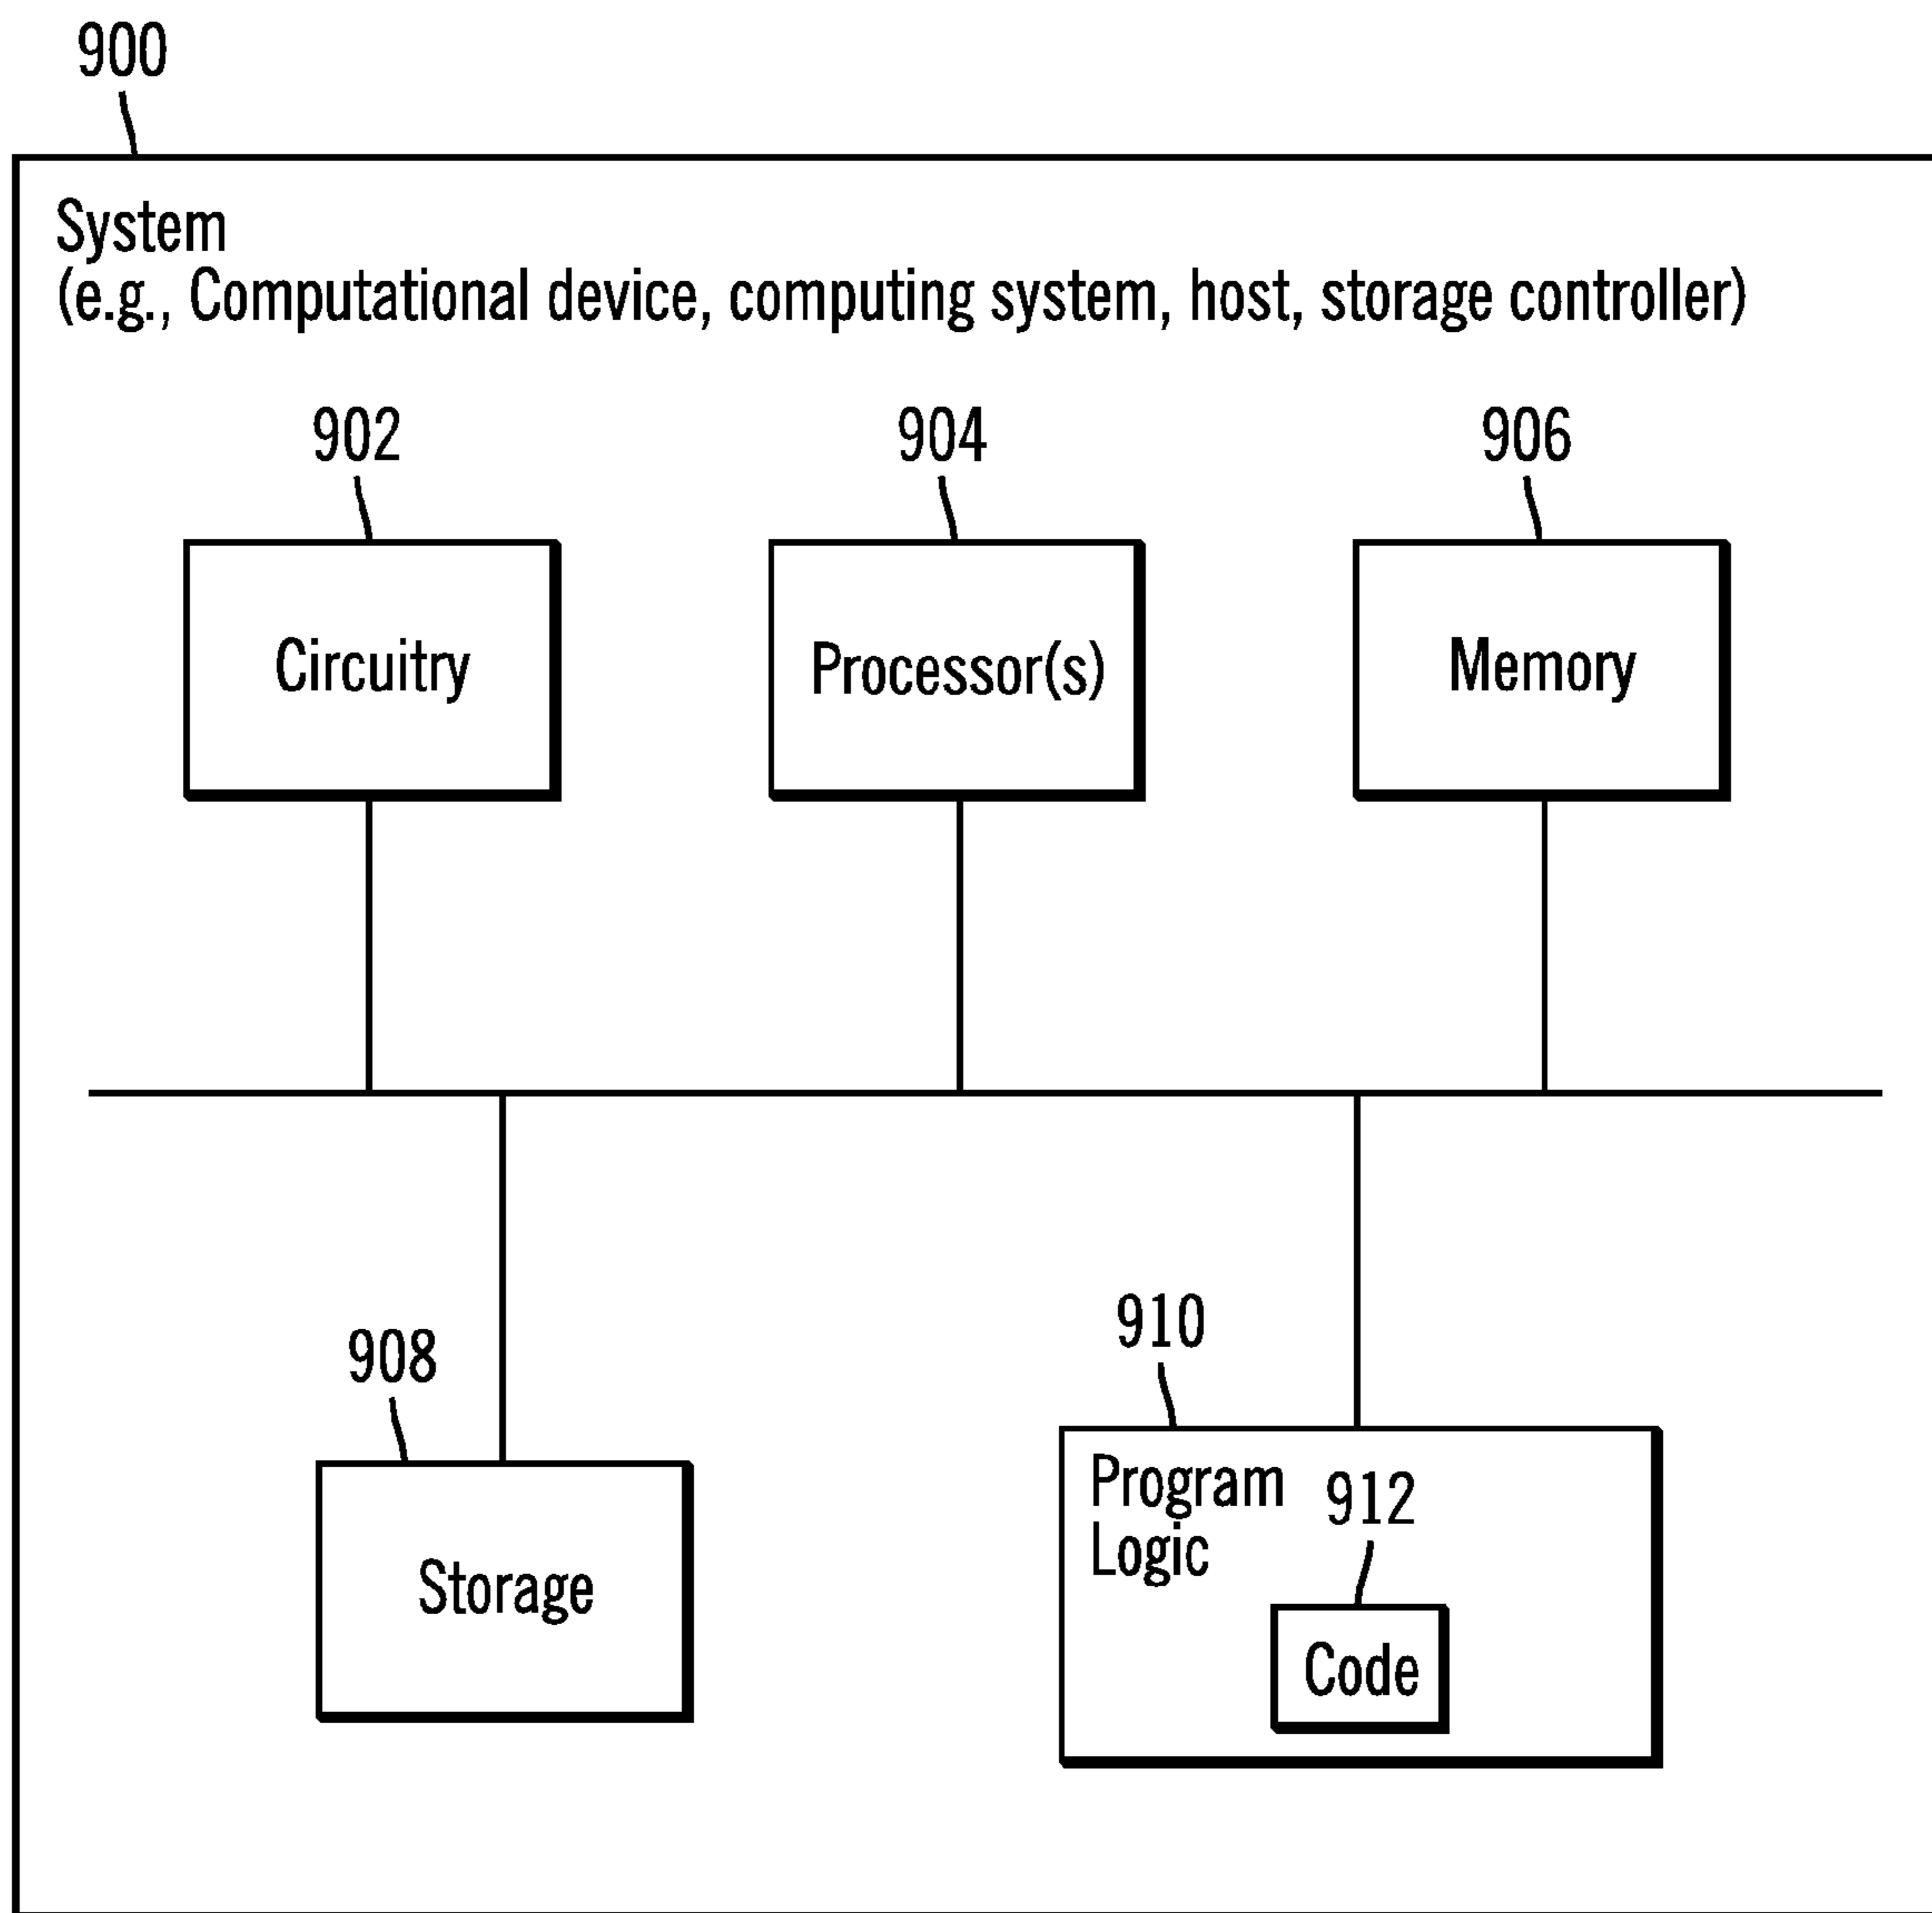 900
System
(e.g., Computational device, computing system, host, storage controller)
902
904
906
Circuitry
Processor(s)
Memory
908
910
Storage
Program
Logic
912
Code